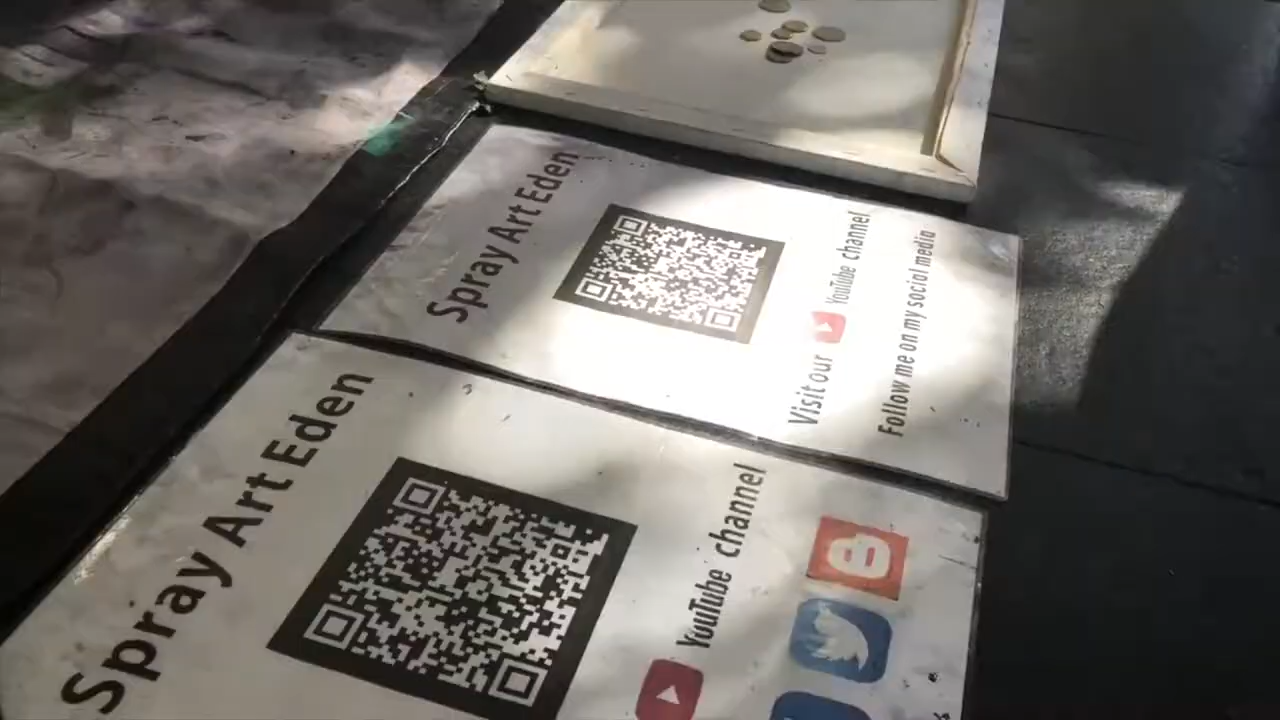 Spray Art Eden
Visit our YouTube channel
Follow me on my social media
Spray Art Eden
YouTube channel